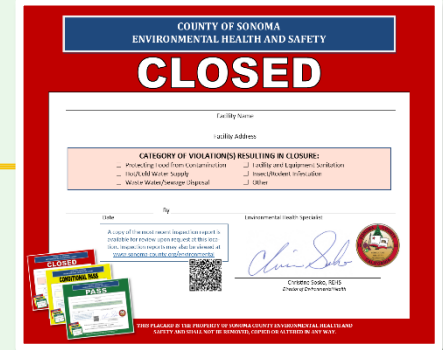 COUNTY OF SONOMA
ENVIRONMENTAL HEALTH AND SAFETY
CLOSED
Facility Name
Facility Address
CATEGORY OF VIOLATION(S) RESULTING IN CLOSURE:
Protecting Food from Contamination
Facility and Equipment Sanitation
Hot/Cold Water Supply
Insect/Rodent Infestation
Waste Water/Sewage Disposal
Other
Date
By
Environmental Health Specialist
A copy of the most recent inspection report is
available for review upon request at this loca-
tion. Inspection reports may also be viewed at
www.sonoma-county.org/environmental
Christine Sosko, REHS
Director of Environmental Health
CLOSED
CONDITIONAL PASS
PASS
THIS PLACARD IS THE PROPERTY OF SONOMA COUNTY ENVIRONMENTAL HEALTH AND
SAFETY AND SHALL NOT BE REMOVED, COPIED OR ALTERED IN ANY WAY.